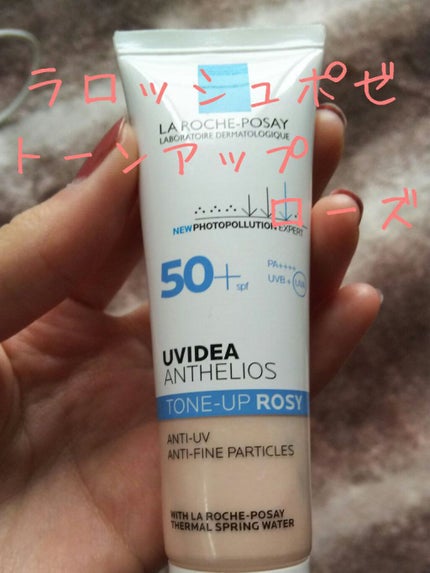 ラロッシュポゼ
トーンアップ
ローズ
LA ROCHE-POSAY
LABORATOIRE DERMATOLOGIQUE
NEW PHOTOPOLLUTION EXPERT
50+ spf
PA++++
UVB + UVA
UVIDEA
ANTHELIOS
TONE-UP ROSY
ANTI-UV
ANTI-FINE PARTICLES
WITH LA ROCHE-POSAY
THERMAL SPRING WATER